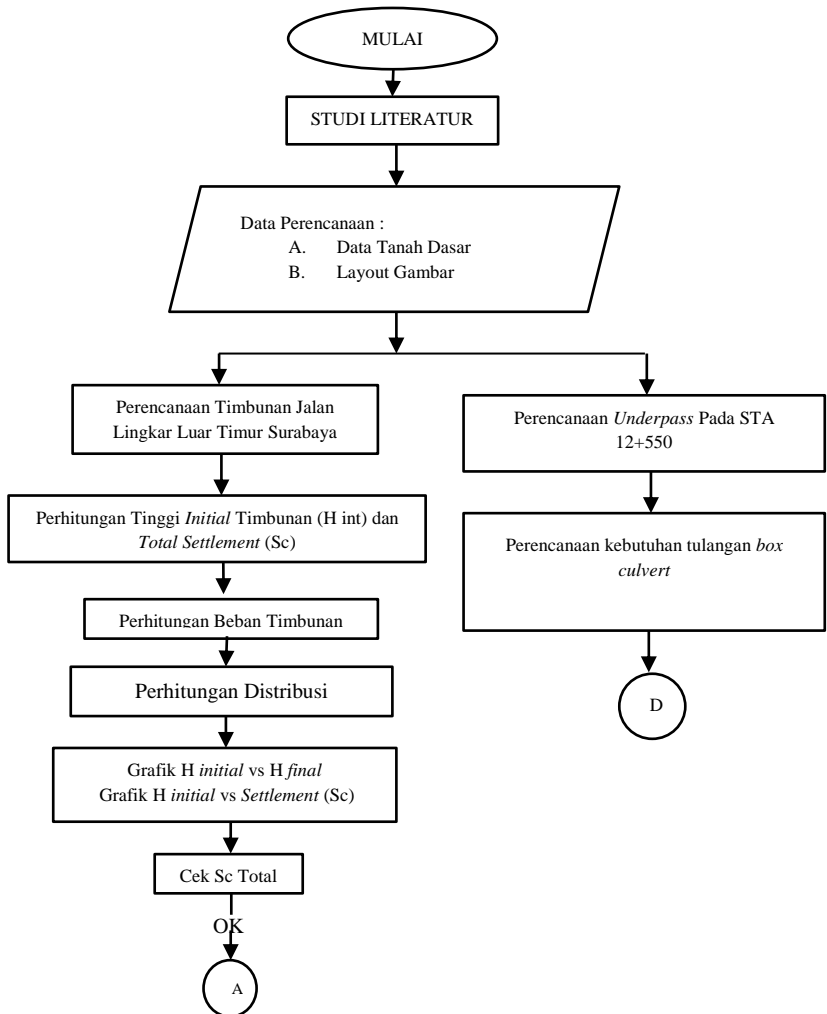 MULAI
STUDI LITERATUR
Data Perencanaan :
A. Data Tanah Dasar
B. Layout Gambar
Perencanaan Timbunan Jalan
Lingkar Luar Timur Surabaya
Perhitungan Tinggi Initial Timbunan (H int) dan
Total Settlement (Sc)
Perhitungan Beban Timbunan
Perhitungan Distribusi
Grafik H initial vs H final
Grafik H initial vs Settlement (Sc)
Cek Sc Total
OK
A
Perencanaan Underpass Pada STA
12+550
Perencanaan kebutuhan tulangan box
culvert
D